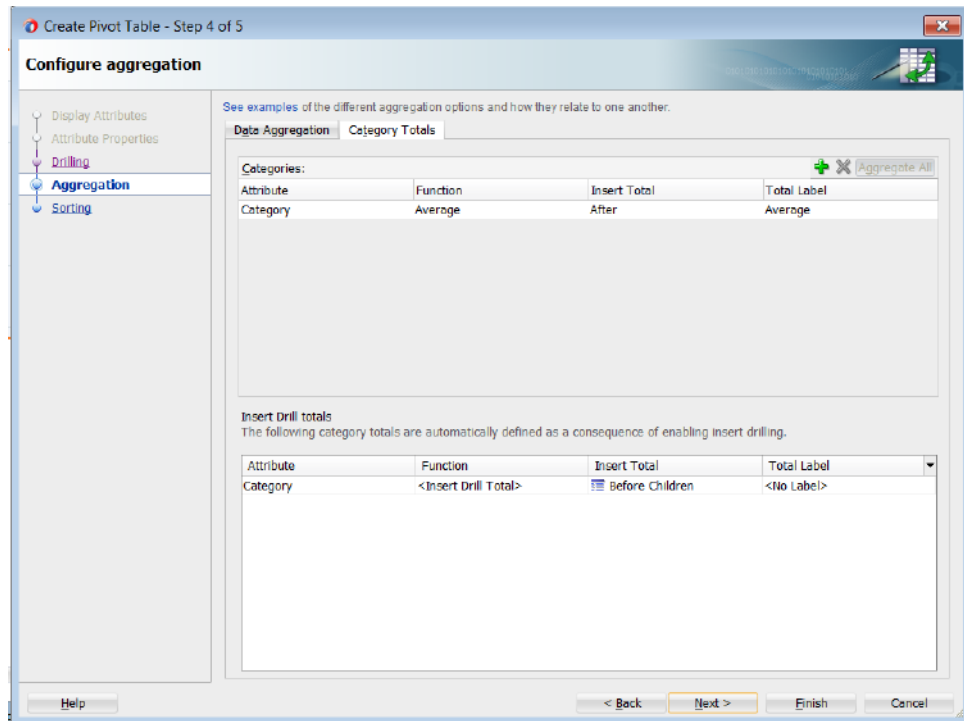 Create Pivot Table - Step 4 of 5
Configure aggregation
Display Attributes
Attribute Properties
Drilling
Aggregation
Sorting
See examples of the different aggregation options and how they relate to one another.
Data Aggregation Category Totals
Categories: Aggregate All
Attribute Function Insert Total Total Label
Category Average After Average
Insert Drill totals
The following category totals are automatically defined as a consequence of enabling insert drilling.
Attribute Function Insert Total Total Label
Category <Insert Drill Total> Before Children <No Label>
Help < Back Next > Finish Cancel